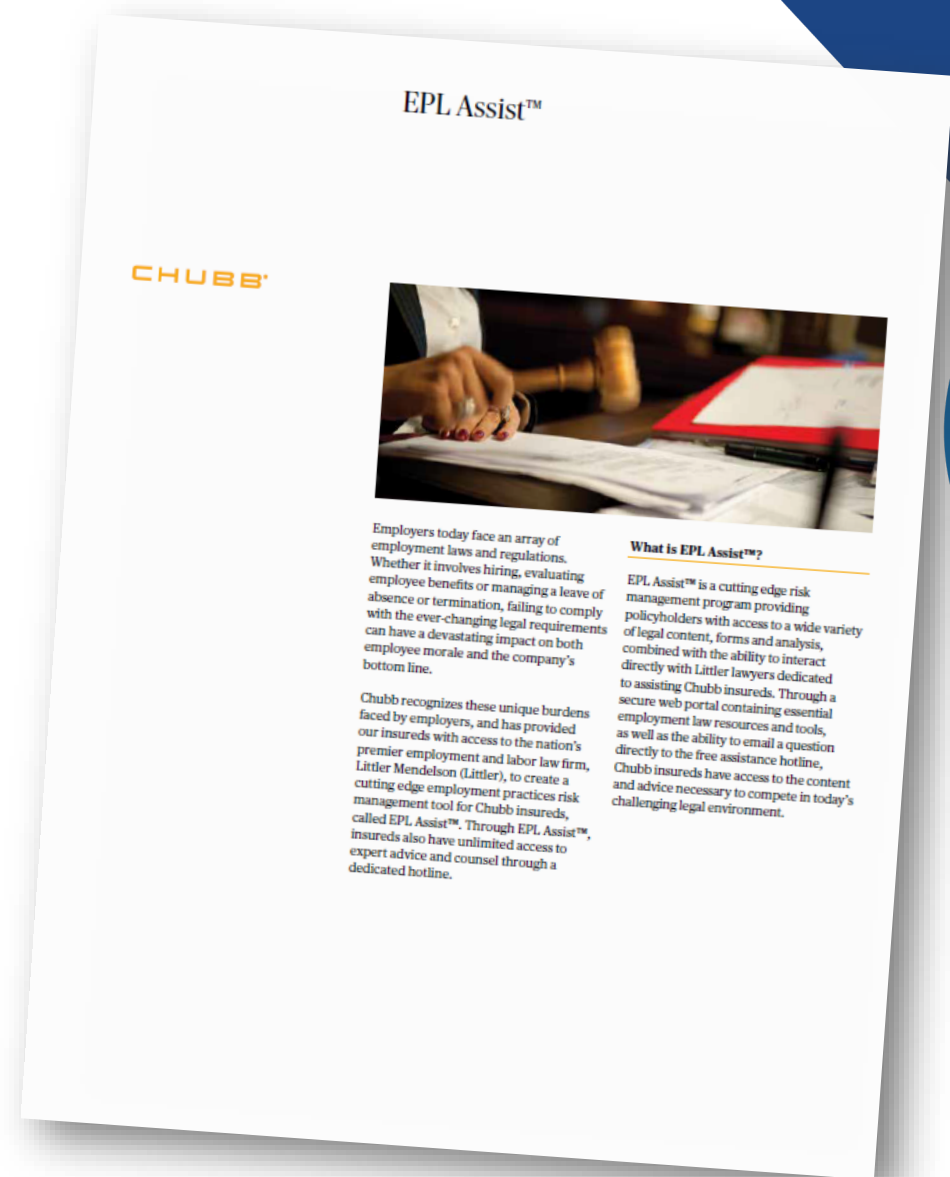 EPL Assist™
CHUBB®
Employers today face an array of
employment laws and regulations.
Whether it involves hiring, evaluating
employee benefits or managing a leave of
absence or termination, failing to comply
with the ever-changing legal requirements
can have a devastating impact on both
employee morale and the company's
bottom line.
Chubb recognizes these unique burdens
faced by employers, and has provided
our insureds with access to the nation's
premier employment and labor law firm,
Littler Mendelson (Littler), to create a
cutting edge employment practices risk
management tool for Chubb insureds,
called EPL Assist™. Through EPL Assist™,
insureds also have unlimited access to
expert advice and counsel through a
dedicated hotline.
What is EPL Assist™?
EPL Assist™ is a cutting edge risk
management program providing
policyholders with access to a wide variety
of legal content, forms and analysis,
combined with the ability to interact
directly with Littler lawyers dedicated
to assisting Chubb insureds. Through a
secure web portal containing essential
employment law resources and tools,
as well as the ability to email a question
directly to the free assistance hotline,
Chubb insureds have access to the content
and advice necessary to compete in today's
challenging legal environment.